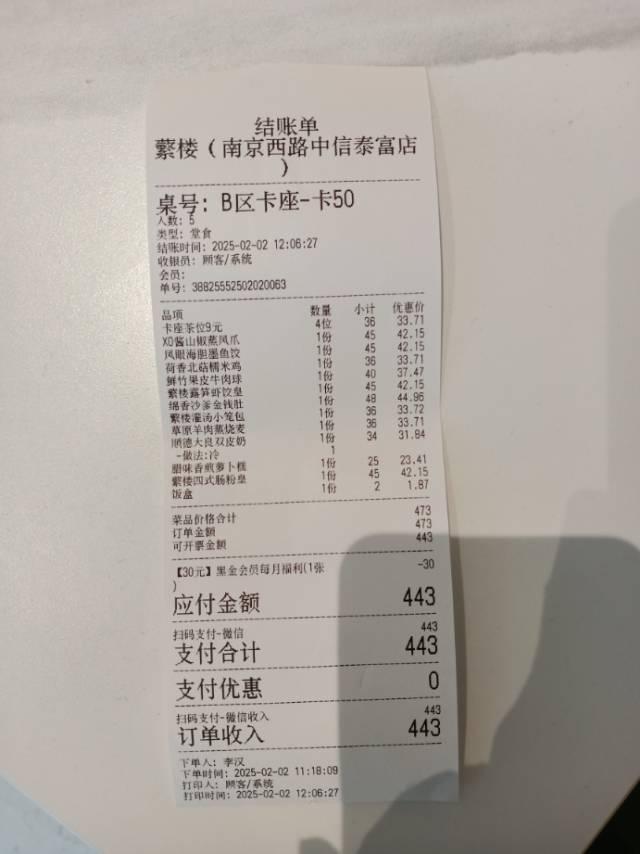 结账单
蘩楼（南京西路中信泰富店
）
桌号: B区卡座-卡50
人数: 5
类型: 堂食
结账时间: 2025-02-02 12:06:27
收银员: 顾客/系统
会员:
单号: 38825552502020063
品项 数量 小计 优惠价
卡座茶位9元 4位 36 33.71
XO酱山椒蒸凤爪 1份 45 42.15
凤眼海胆墨鱼饺 1份 45 42.15
荷香北菇糯米鸡 1份 36 33.71
鲜竹果皮牛肉球 1份 40 37.47
蘩楼露笋虾饺皇 1份 45 42.15
绵香沙爹金钱肚 1份 48 44.96
蘩楼灌汤小笼包 1份 36 33.72
草原羊肉蒸烧麦 1份 36 33.71
顺德大良双皮奶 1份 34 31.84
-做法:冷 1
腊味香煎萝卜糕 1份 25 23.41
蘩楼四式肠粉皇 1份 45 42.15
饭盒 1份 2 1.87
菜品价格合计 473
订单金额 473
可开票金额 443
【30元】黑金会员每月福利(1张 -30
)
应付金额 443
扫码支付-微信 443
支付合计 443
支付优惠 0
扫码支付-微信收入 443
订单收入 443
下单人: 李汉
下单时间: 2025-02-02 11:18:09
打印人: 顾客/系统
打印时间: 2025-02-02 12:06:27